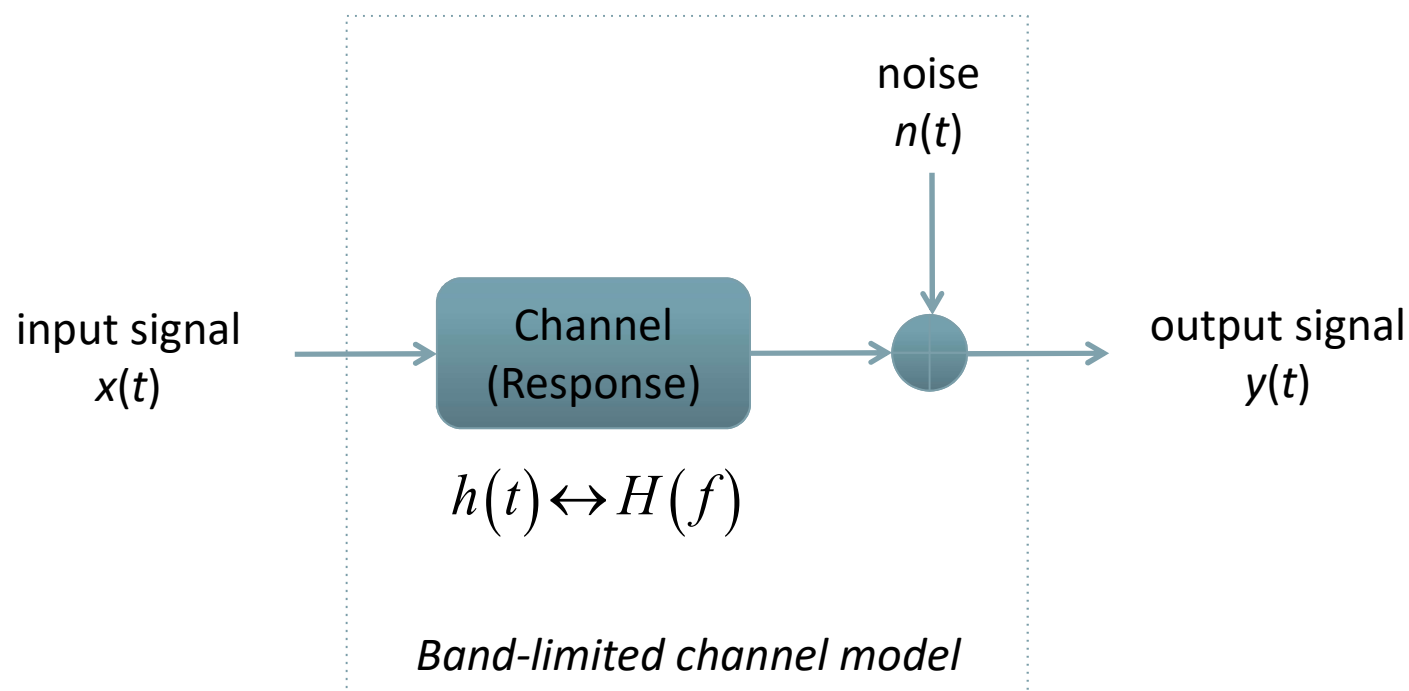 noise
n(t)
input signal
x(t)
Channel
(Response)
output signal
y(t)
h(t)↔H(f)
Band-limited channel model